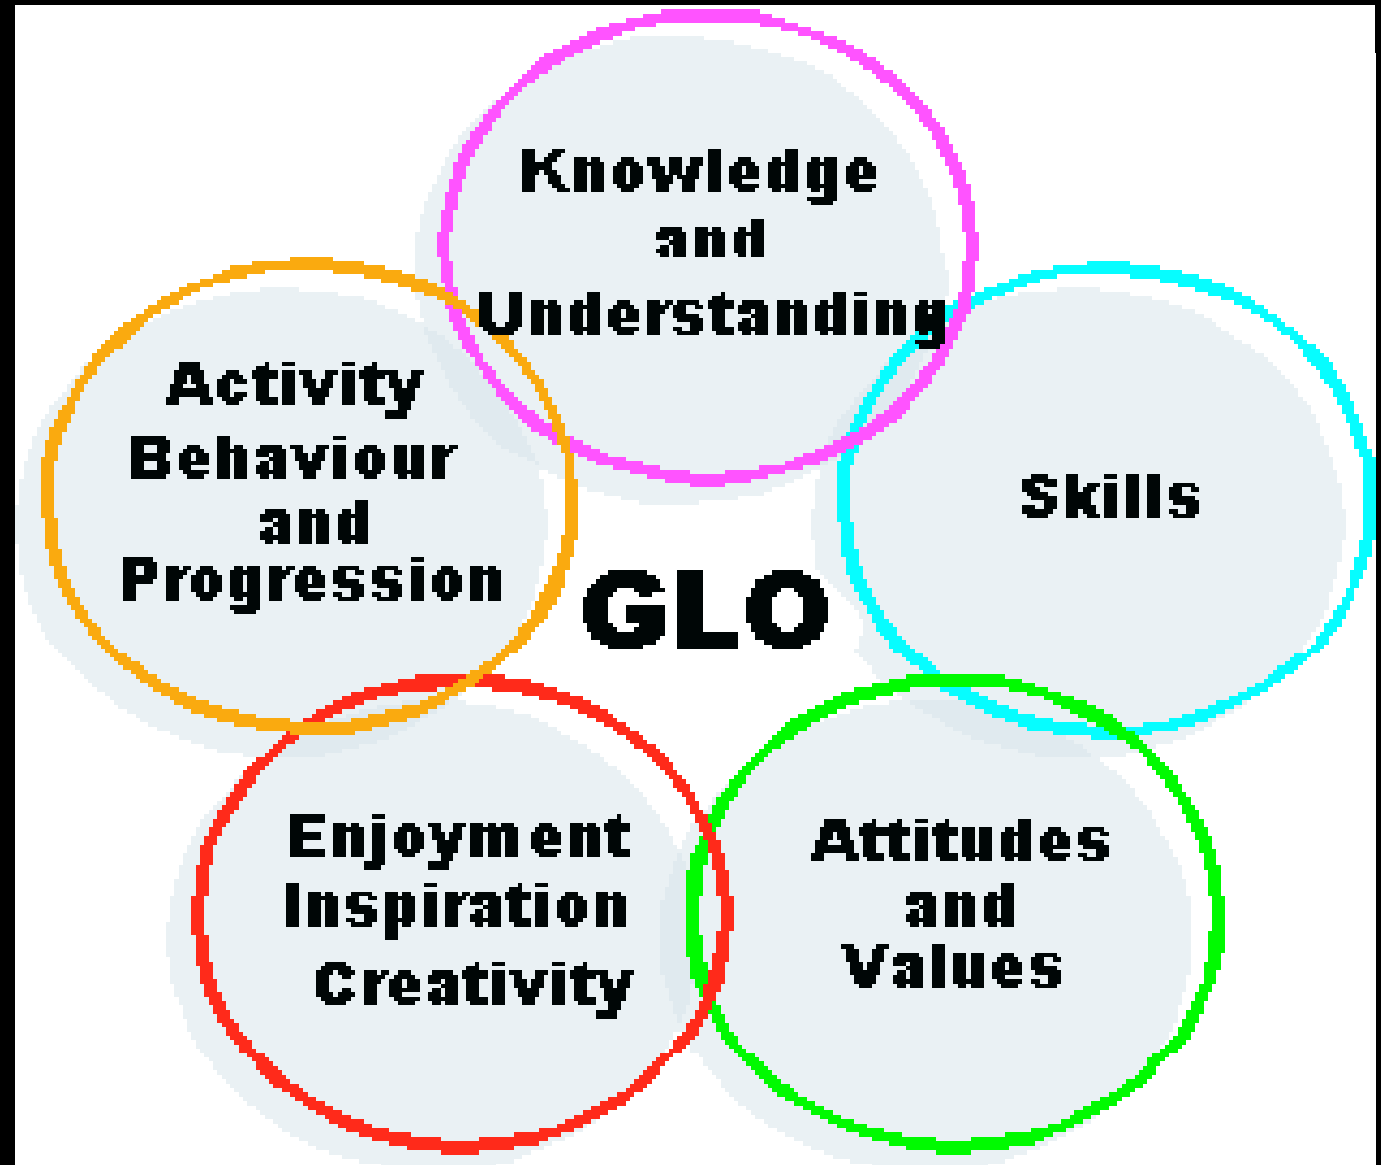 Knowledge
and
Understanding
Activity
Behaviour
and
Progression
Skills
GLO
Enjoyment
Inspiration
Creativity
Attitudes
and
Values